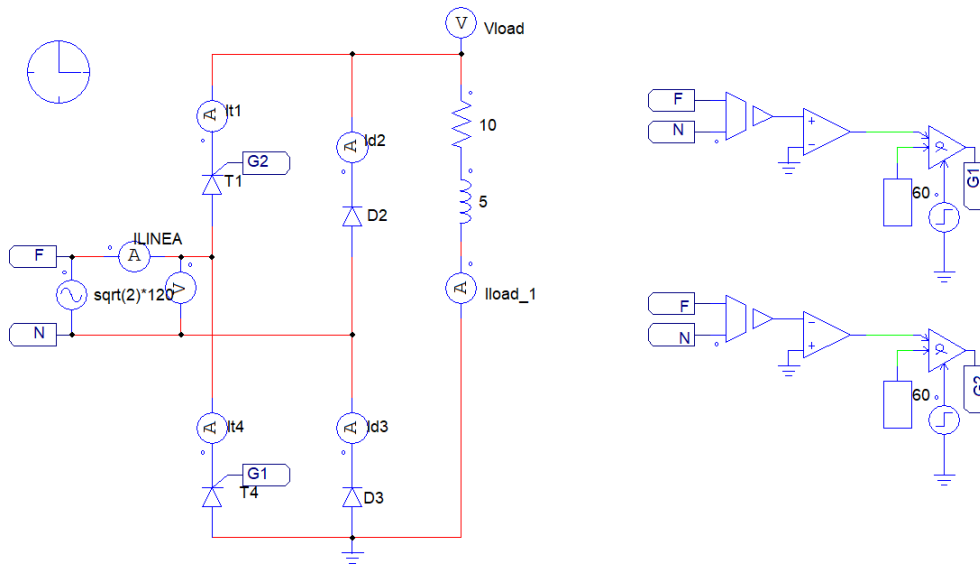 V
Vload
A
It1
A
Id2
10
G2
T1
5
D2
ILINEA
F
A
sqrt(2)*120
V
A
Iload_1
N
A
It4
A
Id3
G1
T4
D3
F
N
60
G1
F
N
60
G2